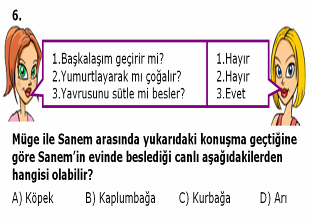 6.
1.Başkalaşım geçirir mi? 1.Hayır
2.Yumurtlayarak mı çoğalır? 2.Hayır
3.Yavrusunu sütle mi besler? 3.Evet
Müge ile Sanem arasında yukarıdaki konuşma geçtiğine
göre Sanem'in evinde beslediği canlı aşağıdakilerden
hangisi olabilir?
A) Köpek B) Kaplumbağa C) Kurbağa D) Arı